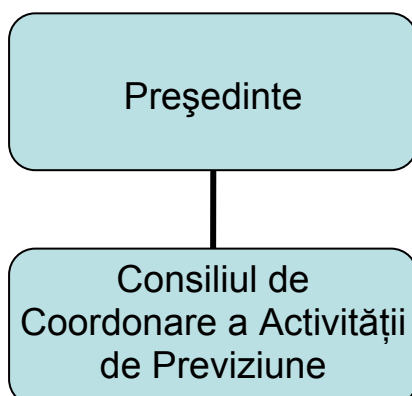 Preşedinte
Consiliul de
Coordonare a Activității
de Previziune